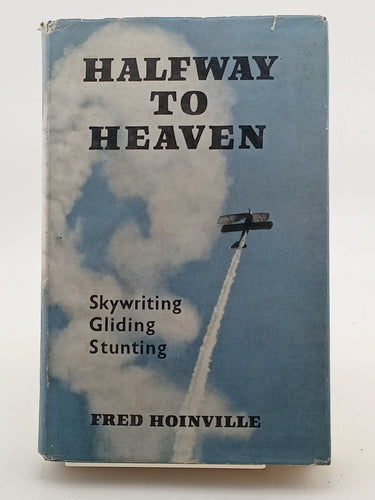 HALFWAY
TO
HEAVEN
Skywriting
Gliding
Stunting
FRED HOINVILLE